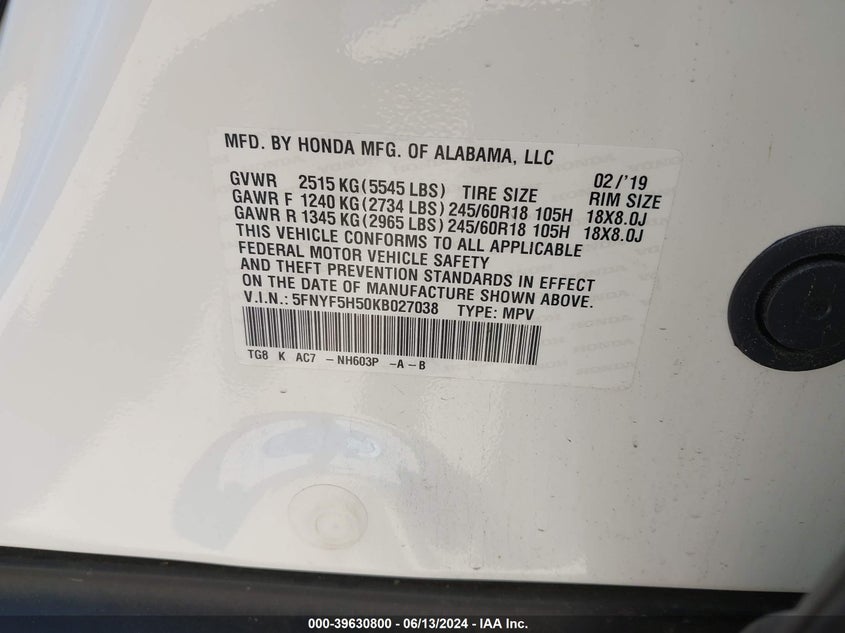 MFD. BY HONDA MFG. OF ALABAMA, LLC
GVWR 2515 KG (5545 LBS) TIRE SIZE 02/'19 RIM SIZE
GAWR F 1240 KG (2734 LBS) 245/60R18 105H 18X8.0J
GAWR R 1345 KG (2965 LBS) 245/60R18 105H 18X8.0J
THIS VEHICLE CONFORMS TO ALL APPLICABLE
FEDERAL MOTOR VEHICLE SAFETY
AND THEFT PREVENTION STANDARDS IN EFFECT
ON THE DATE OF MANUFACTURE SHOWN ABOVE.
V.I.N.: 5FNYF5H50KB027038 TYPE: MPV
TG8 K AC7 - NH603P - A - B
000-39630800 - 06/13/2024 - IAA Inc.